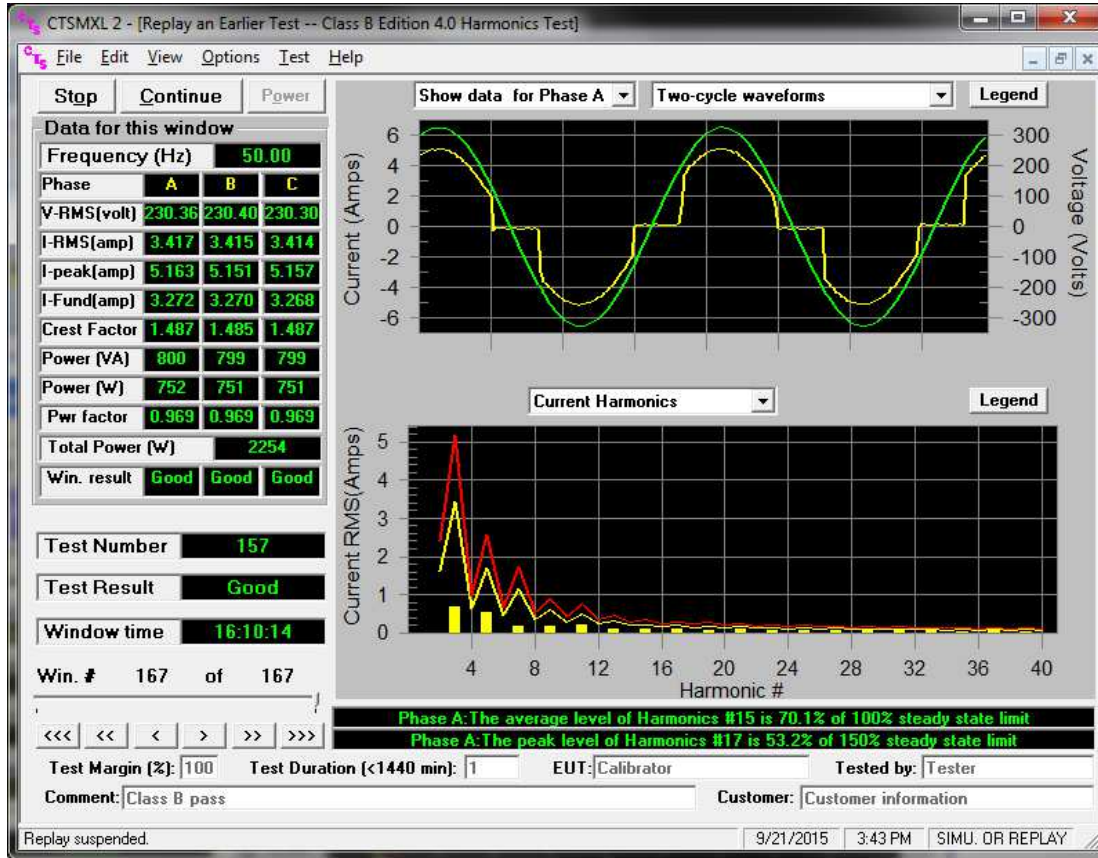 CTSMXL 2 - [Replay an Earlier Test -- Class B Edition 4.0 Harmonics Test]
CTS File Edit View Options Test Help
Stop Continue Power
Show data for Phase A Two-cycle waveforms Legend
Data for this window
Frequency (Hz) 50.00
Phase A B C
V-RMS(volt) 230.36 230.40 230.30
I-RMS(amp) 3.417 3.415 3.414
I-peak(amp) 5.163 5.151 5.157
I-Fund(amp) 3.272 3.270 3.268
Crest Factor 1.487 1.485 1.487
Power (VA) 800 799 799
Power (W) 752 751 751
Pwr factor 0.969 0.969 0.969
Total Power (W) 2254
Win. result Good Good Good
Test Number 157
Test Result Good
Window time 16:10:14
Win. # 167 of 167
<<< << < > >> >>>
Current (Amps)
6
4
2
0
-2
-4
-6
300
200
100
0
-100
-200
-300
Voltage (Volts)
Current Harmonics Legend
Current RMS(Amps)
5
4
3
2
1
0
4 8 12 16 20 24 28 32 36 40
Harmonic #
Phase A:The average level of Harmonics #15 is 70.1% of 100% steady state limit
Phase A:The peak level of Harmonics #17 is 53.2% of 150% steady state limit
Test Margin (%): 100 Test Duration (<1440 min): 1 EUT: Calibrator Tested by: Tester
Comment: Class B pass Customer: Customer information
Replay suspended. 9/21/2015 3:43 PM SIMU. OR REPLAY